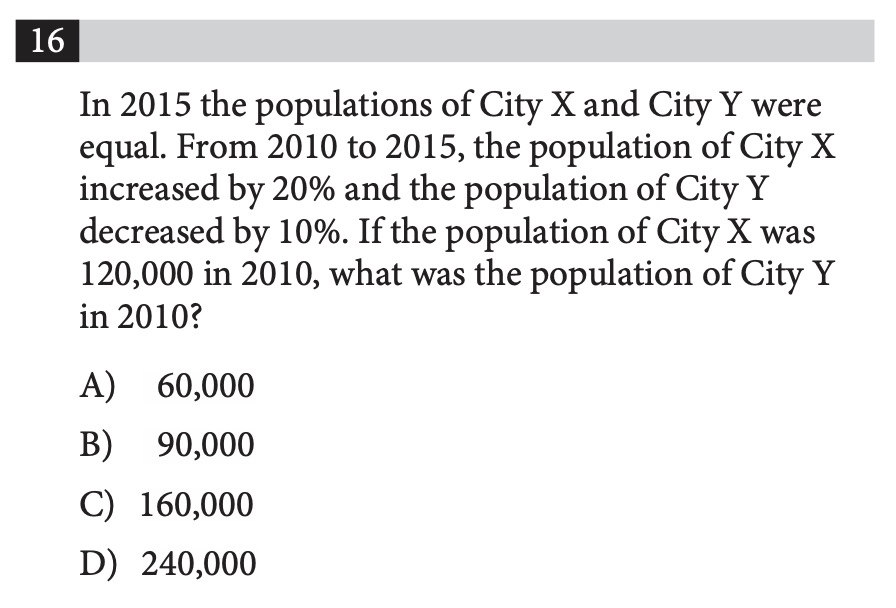 16
In 2015 the populations of City X and City Y were
equal. From 2010 to 2015, the population of City X
increased by 20% and the population of City Y
decreased by 10%. If the population of City X was
120,000 in 2010, what was the population of City Y
in 2010?
A) 60,000
B) 90,000
C) 160,000
D) 240,000